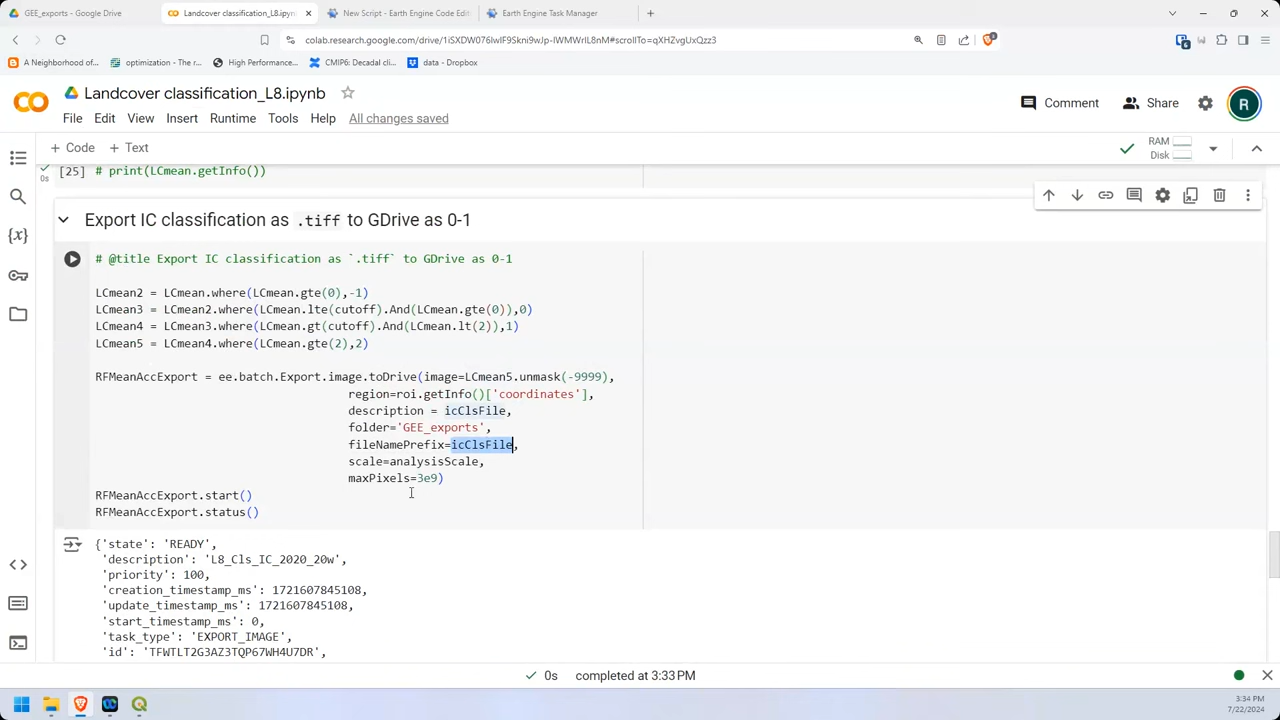 GEE_exports - Google Drive
Landcover classification_L8.ipynb
New Script - Earth Engine Code Edit
Earth Engine Task Manager
colab.research.google.com/drive/1iSXDW076lwIF9Skni9wJp-IWMWrlL8nM#scrollTo=qXHZvgUxQzz3
A Neighborhood of...
optimization - The r...
High Performance...
CMIP6: Decadal cli...
data - Dropbox
Landcover classification_L8.ipynb
File Edit View Insert Runtime Tools Help All changes saved
Comment
Share
R
+ Code + Text
RAM
Disk
[25] # print(LCmean.getInfo())
0s
Export IC classification as .tiff to GDrive as 0-1
# @title Export IC classification as `.tiff` to GDrive as 0-1
LCmean2 = LCmean.where(LCmean.gte(0),-1)
LCmean3 = LCmean2.where(LCmean.lte(cutoff).And(LCmean.gte(0)),0)
LCmean4 = LCmean3.where(LCmean.gt(cutoff).And(LCmean.lt(2)),1)
LCmean5 = LCmean4.where(LCmean.gte(2),2)
RFMeanAccExport = ee.batch.Export.image.toDrive(image=LCmean5.unmask(-9999),
region=roi.getInfo()['coordinates'],
description = icClsFile,
folder='GEE_exports',
fileNamePrefix=icClsFile,
scale=analysisScale,
maxPixels=3e9)
RFMeanAccExport.start()
RFMeanAccExport.status()
{'state': 'READY',
'description': 'L8_Cls_IC_2020_20w',
'priority': 100,
'creation_timestamp_ms': 1721607845108,
'update_timestamp_ms': 1721607845108,
'start_timestamp_ms': 0,
'task_type': 'EXPORT_IMAGE',
'id': 'TFWTLT2G3AZ3TQP67WH4U7DR',
0s completed at 3:33 PM
3:34 PM
7/22/2024